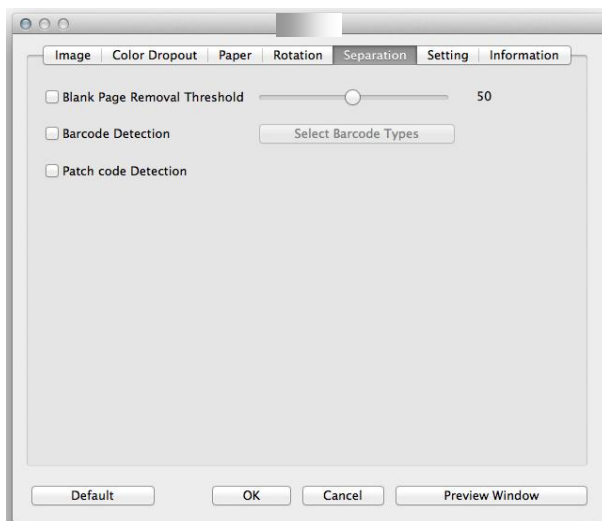 Image Color Dropout Paper Rotation Separation Setting Information
Blank Page Removal Threshold 50
Barcode Detection Select Barcode Types
Patch code Detection
Default OK Cancel Preview Window